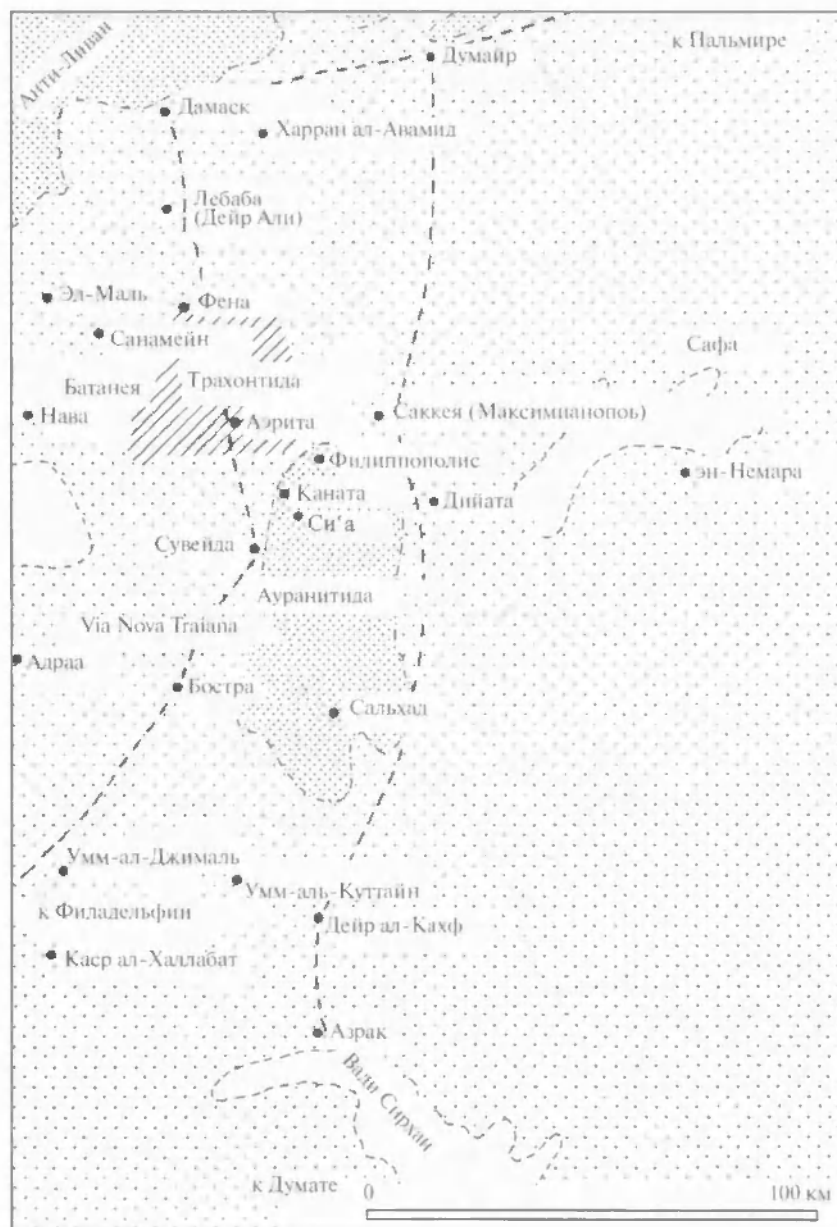 к Пальмире
Думайр
Анти-Ливан
Дамаск
Харран ал-Авамид
Лебаба
(Дейр Али)
Эл-Маль
Фена
Санамейн
Сафа
Батанея
Трахонтида
Нава
Аэрита
Саккея (Максимианопоь)
Филиппополис
эн-Немара
Каната
Дийата
Си'а
Сувейда
Ауранитида
Via Nova Traiana
Адраа
Бостра
Сальхад
Умм-ал-Джималь
Умм-аль-Куттайн
к Филадельфии
Дейр ал-Кахф
Каср ал-Халлабат
Азрак
Вади Сирхан
к Думате
0
100 км